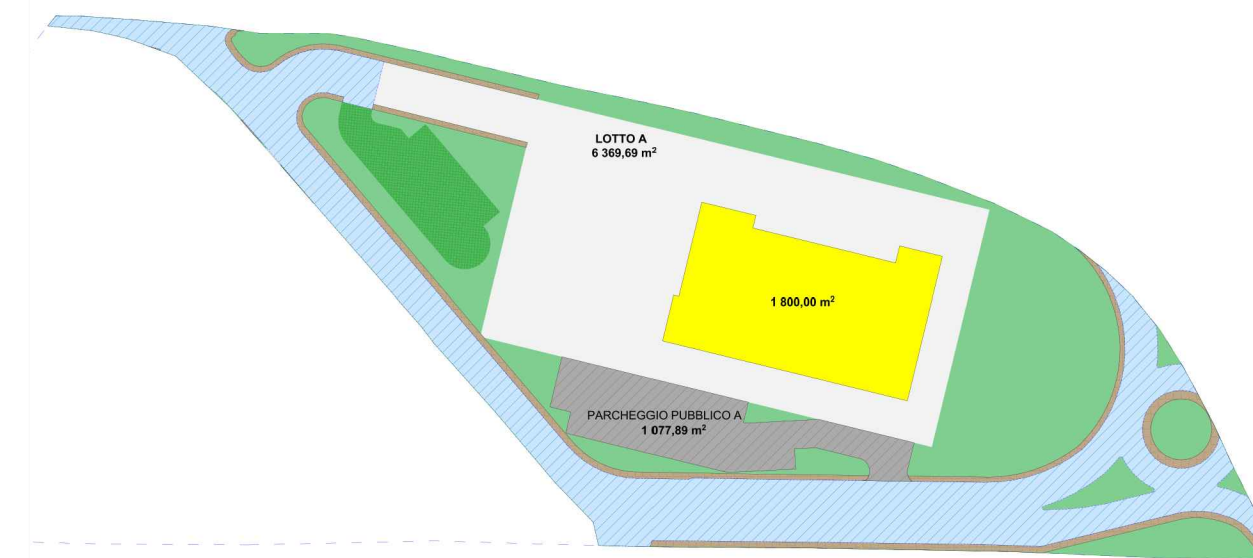 LOTTO A
6 369,69 m²
1 800,00 m²
PARCHEGGIO PUBBLICO A
1 077,89 m²